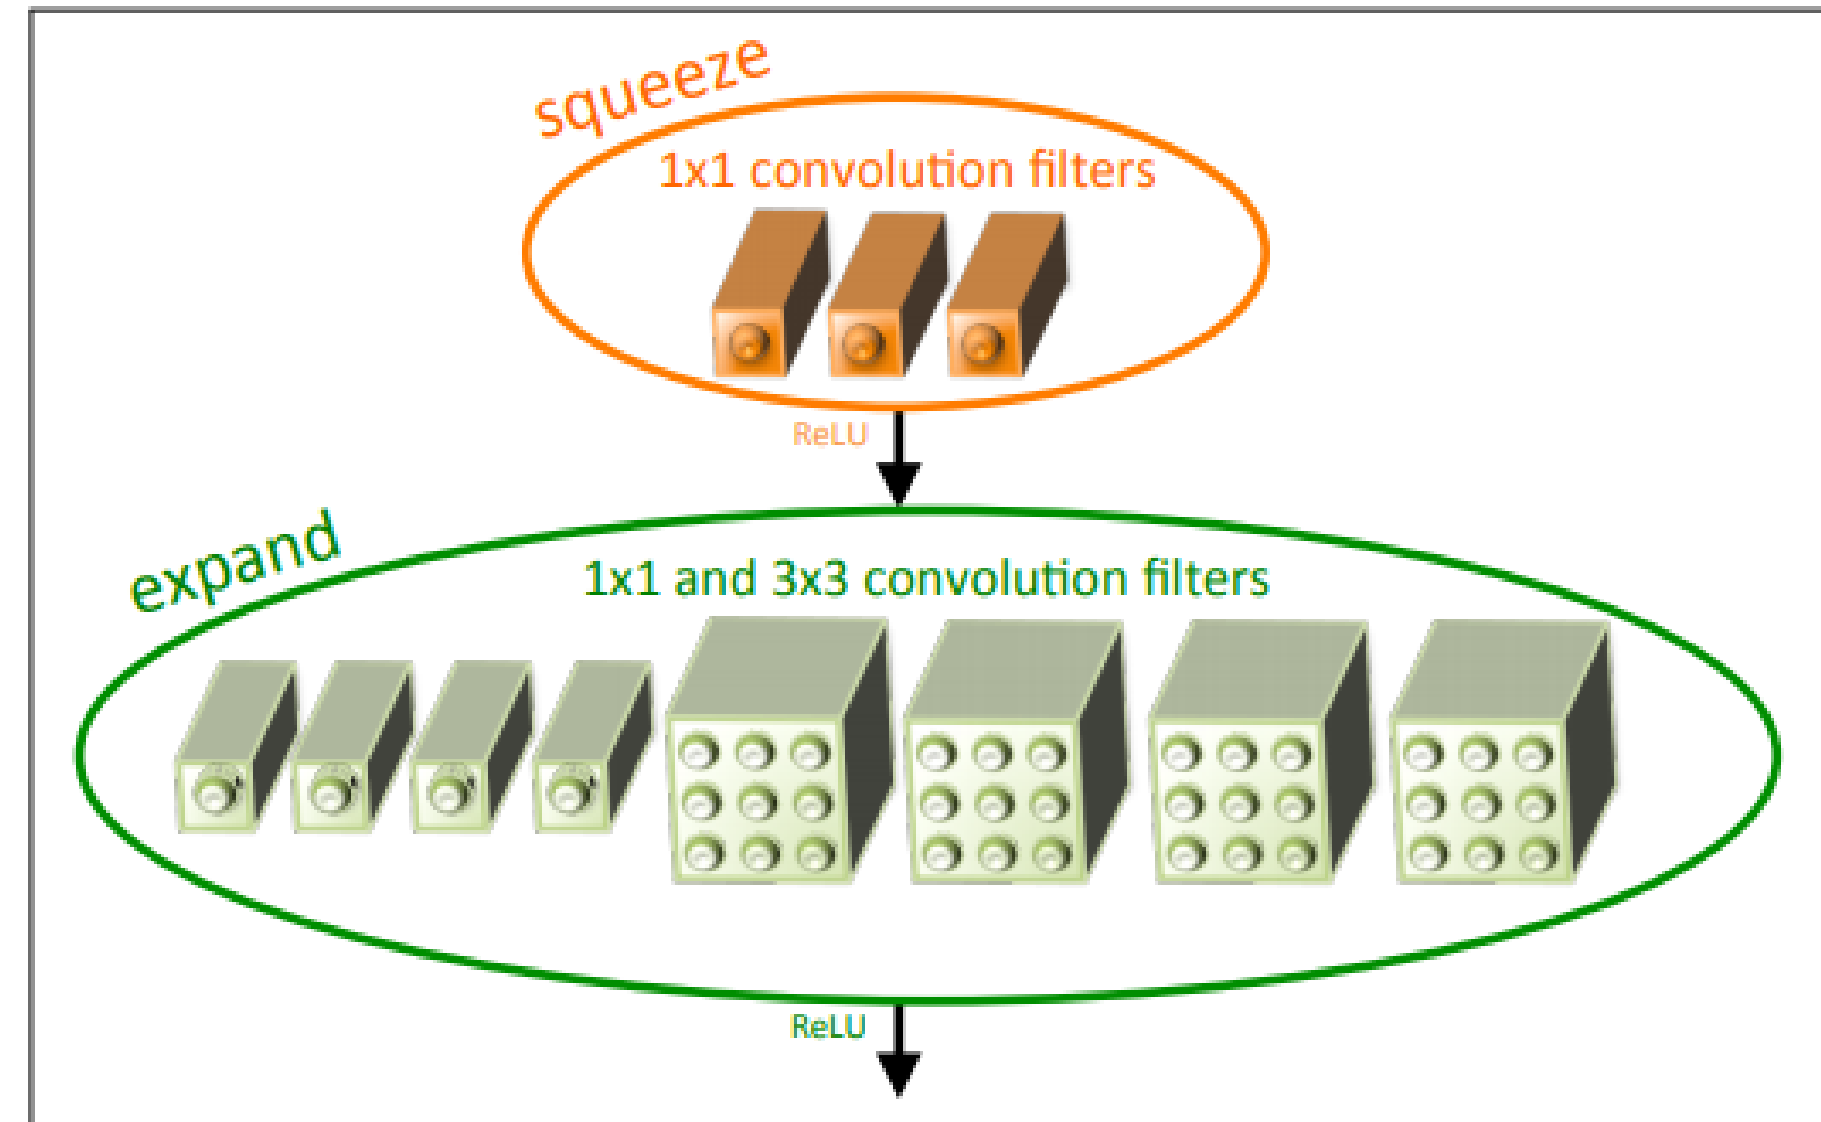 squeeze
1x1 convolution filters
ReLU
expand
1x1 and 3x3 convolution filters
ReLU